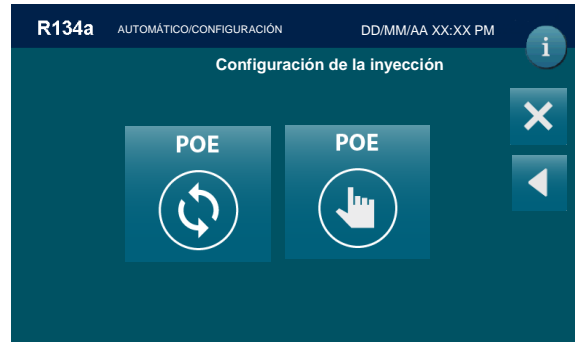 R134a AUTOMÁTICO/CONFIGURACIÓN DD/MM/AA XX:XX PM
i
Configuración de la inyección
POE POE